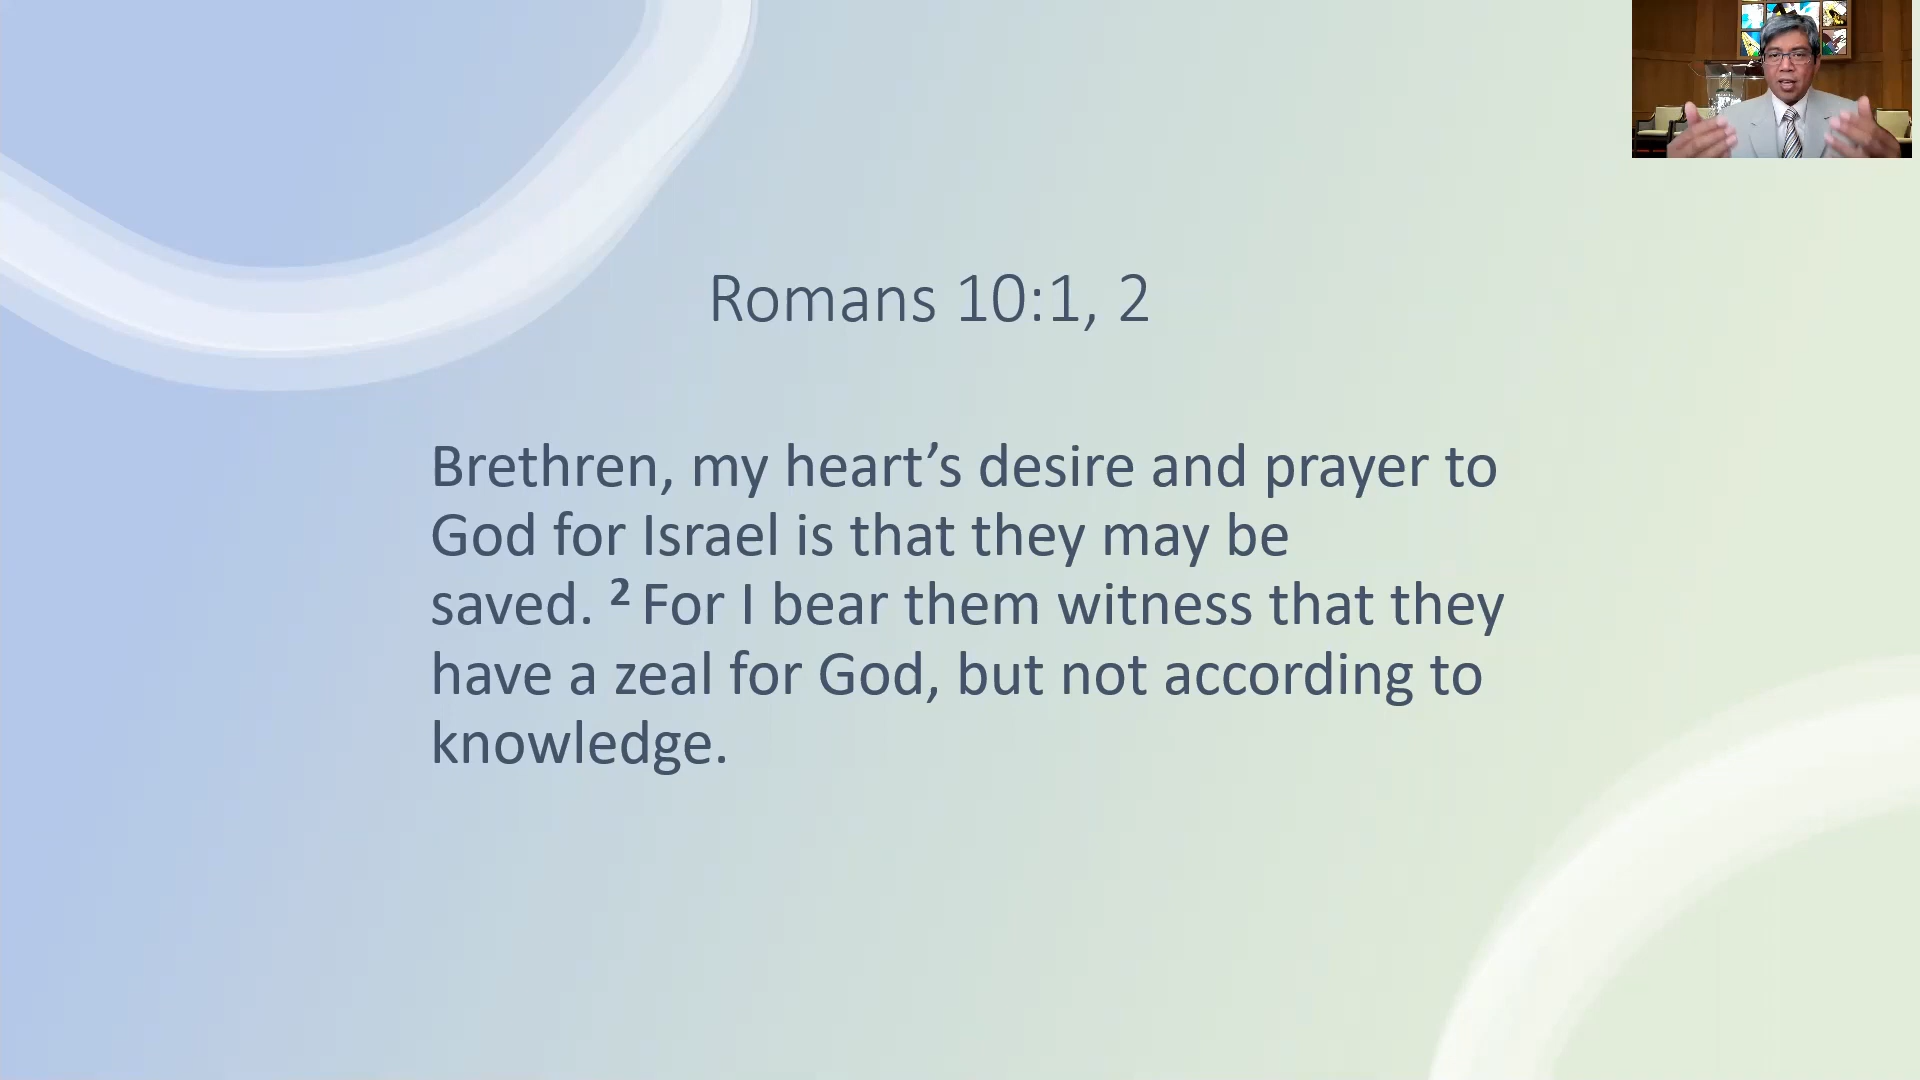 Romans 10:1, 2
Brethren, my heart’s desire and prayer to
God for Israel is that they may be
saved. ² For I bear them witness that they
have a zeal for God, but not according to
knowledge.